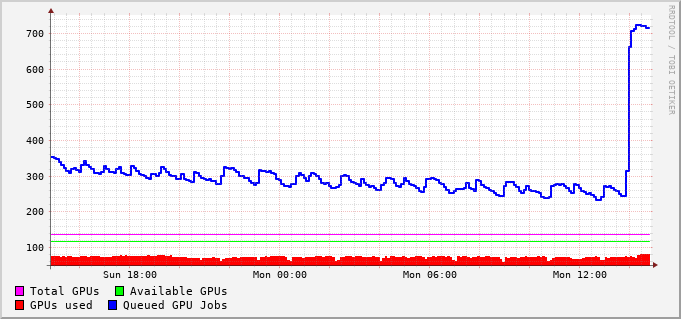 700
600
500
400
300
200
100
Sun 18:00 Mon 00:00 Mon 06:00 Mon 12:00
Total GPUs Available GPUs
GPUs used Queued GPU Jobs
RRDTOOL / TOBI OETIKER